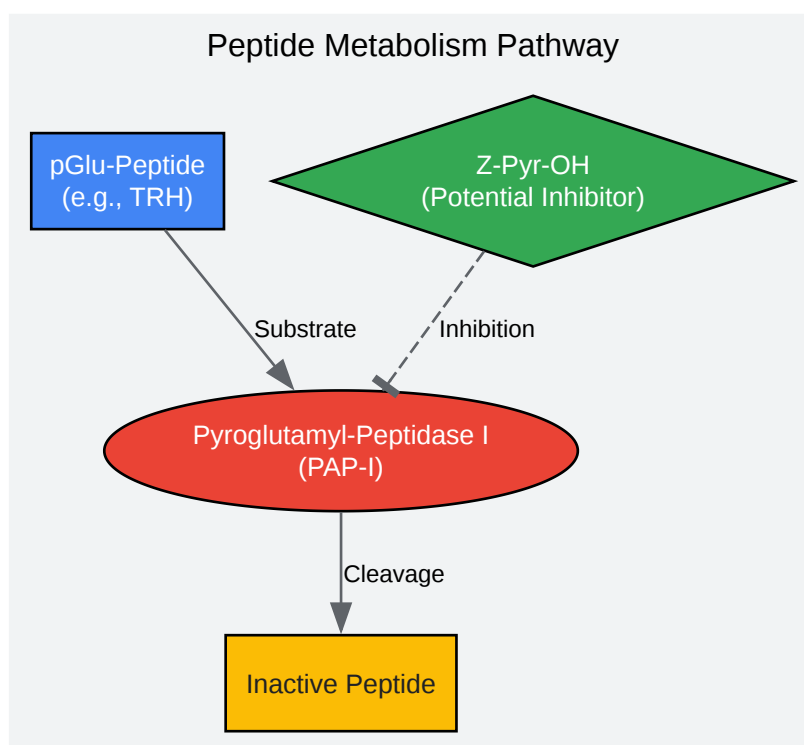 Peptide Metabolism Pathway
pGlu-Peptide
(e.g., TRH)
Z-Pyr-OH
(Potential Inhibitor)
Substrate
Inhibition
Pyroglutamyl-Peptidase I
(PAP-I)
Cleavage
Inactive Peptide